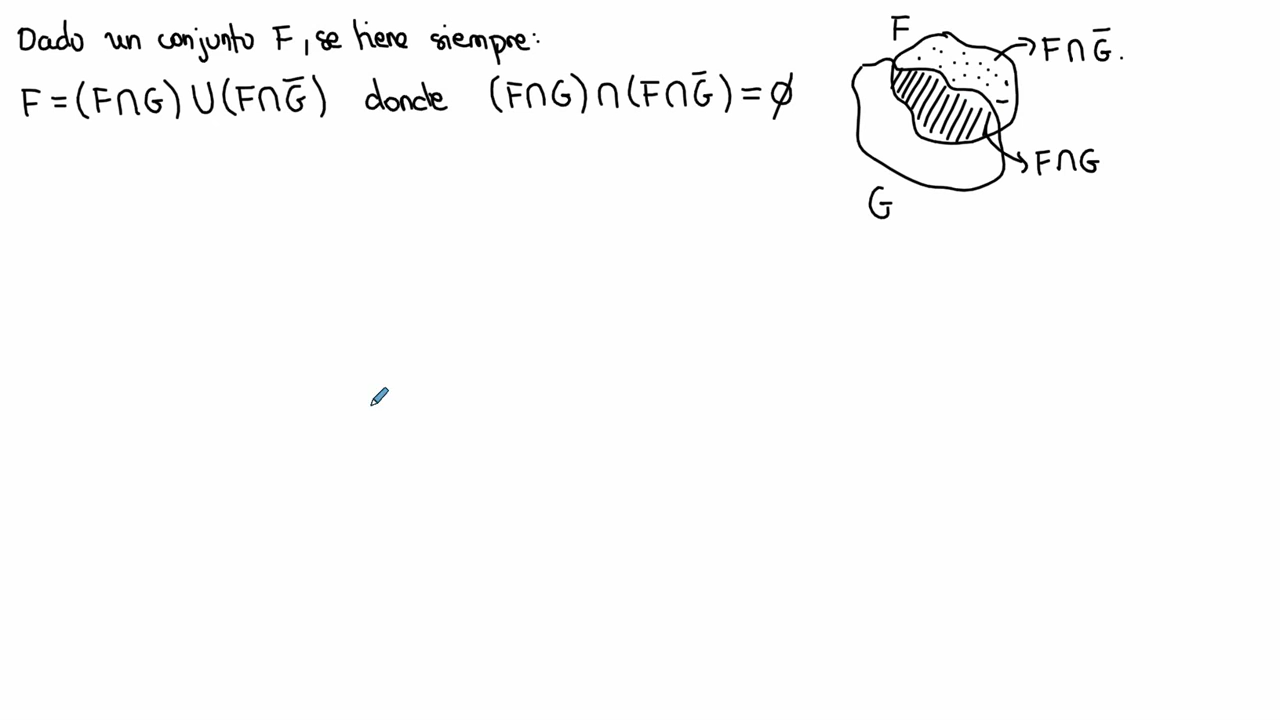 Dado un conjunto F, se tiene siempre:
F = (F∩G) ∪ (F∩G̅) donde (F∩G) ∩ (F∩G̅) = ∅
F
F∩G̅.
F∩G
G